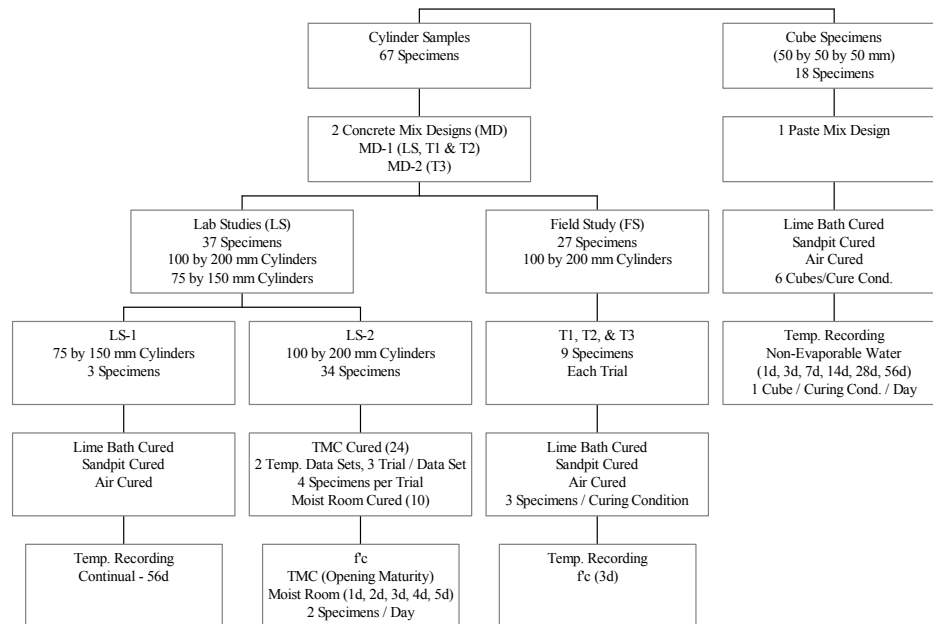 Cylinder Samples
67 Specimens
Cube Specimens
(50 by 50 by 50 mm)
18 Specimens
2 Concrete Mix Designs (MD)
MD-1 (LS, T1 & T2)
MD-2 (T3)
1 Paste Mix Design
Lab Studies (LS)
37 Specimens
100 by 200 mm Cylinders
75 by 150 mm Cylinders
Field Study (FS)
27 Specimens
100 by 200 mm Cylinders
Lime Bath Cured
Sandpit Cured
Air Cured
6 Cubes/Cure Cond.
LS-1
75 by 150 mm Cylinders
3 Specimens
LS-2
100 by 200 mm Cylinders
34 Specimens
T1, T2, & T3
9 Specimens
Each Trial
Temp. Recording
Non-Evaporable Water
(1d, 3d, 7d, 14d, 28d, 56d)
1 Cube / Curing Cond. / Day
Lime Bath Cured
Sandpit Cured
Air Cured
TMC Cured (24)
2 Temp. Data Sets, 3 Trial / Data Set
4 Specimens per Trial
Moist Room Cured (10)
Lime Bath Cured
Sandpit Cured
Air Cured
3 Specimens / Curing Condition
Temp. Recording
Continual - 56d
f'c
TMC (Opening Maturity)
Moist Room (1d, 2d, 3d, 4d, 5d)
2 Specimens / Day
Temp. Recording
f'c (3d)